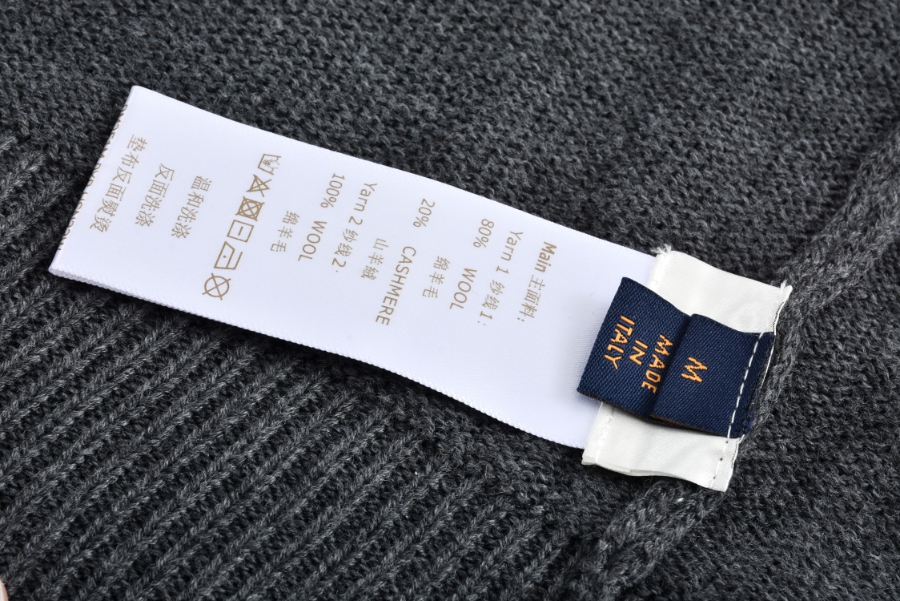 M
MADE
IN
ITALY
Main 主面料:
Yarn 1 纱线1:
80% WOOL
绵羊毛
20% CASHMERE
山羊绒
Yarn 2 纱线2:
100% WOOL
绵羊毛
温和洗涤
反面洗涤
垫布反面熨烫